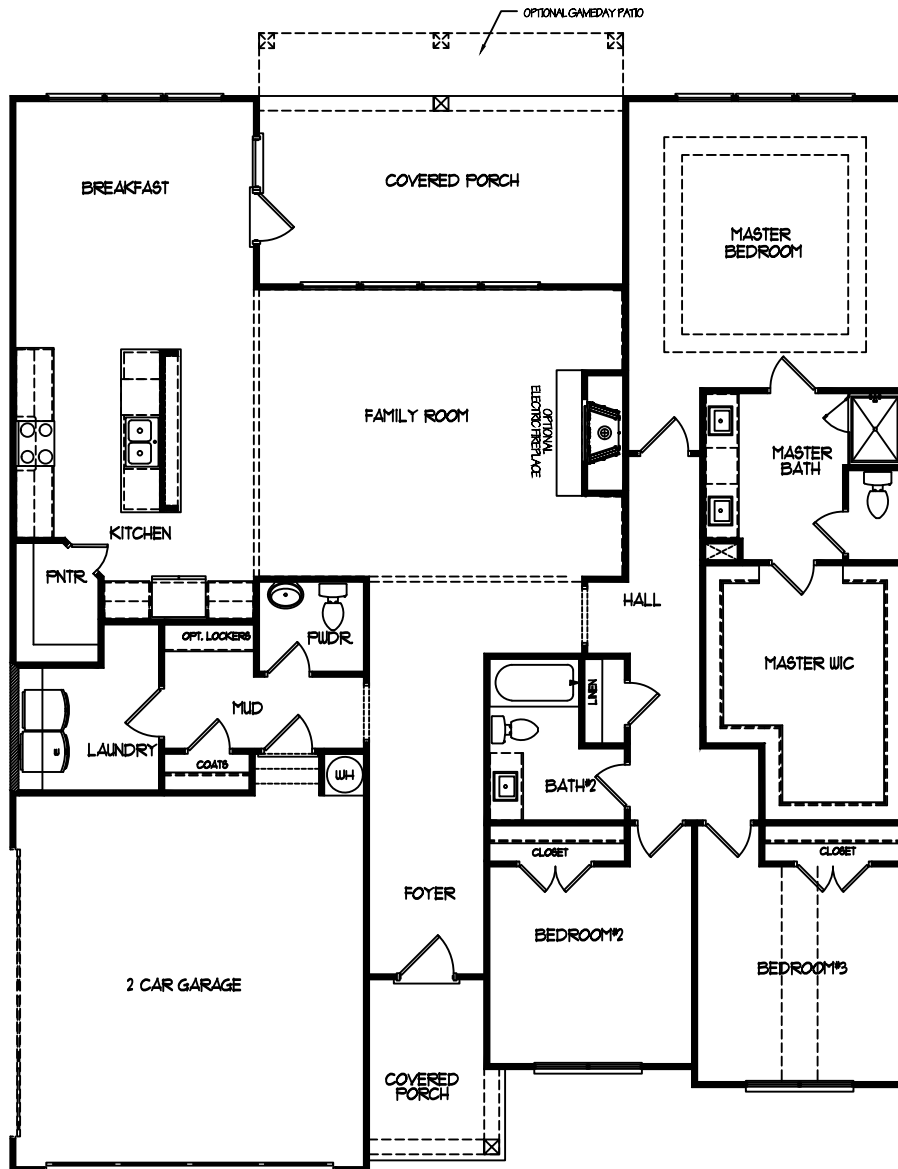 OPTIONAL GAMEDAY PATIO
BREAKFAST
COVERED PORCH
MASTER
BEDROOM
FAMILY ROOM
OPTIONAL
ELECTRIC FIREPLACE
MASTER
BATH
KITCHEN
PNTR
HALL
OPT. LOCKERS
PWDR
MASTER WIC
LINEN
MUD
LAUNDRY
COATS
WH
BATH#2
CLOSET
CLOSET
FOYER
BEDROOM#2
BEDROOM#3
2 CAR GARAGE
COVERED
PORCH